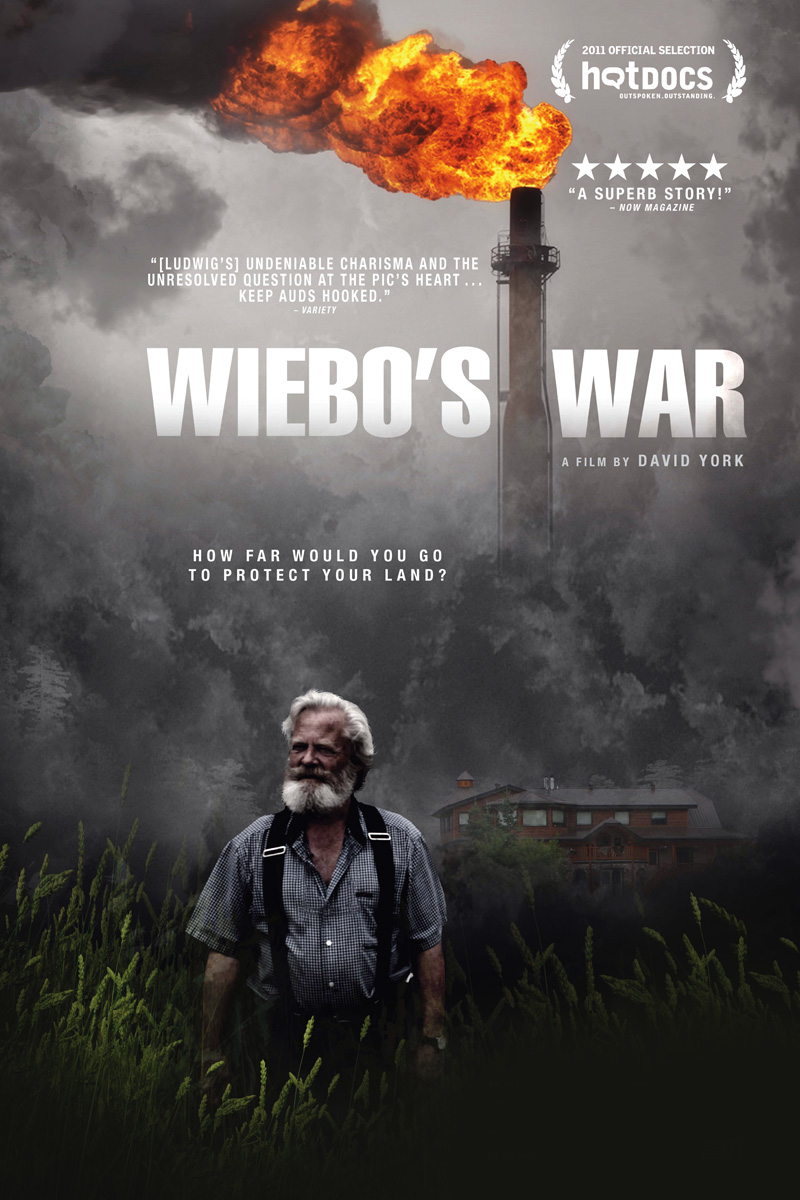 2011 OFFICIAL SELECTION
hotDOCS
OUTSPOKEN. OUTSTANDING.
“A SUPERB STORY!”
– NOW MAGAZINE
“[LUDWIG’S] UNDENIABLE CHARISMA AND THE
UNRESOLVED QUESTION AT THE PIC’S HEART...
KEEP AUDS HOOKED.”
– VARIETY
WIEBO’S WAR
A FILM BY DAVID YORK
HOW FAR WOULD YOU GO
TO PROTECT YOUR LAND?